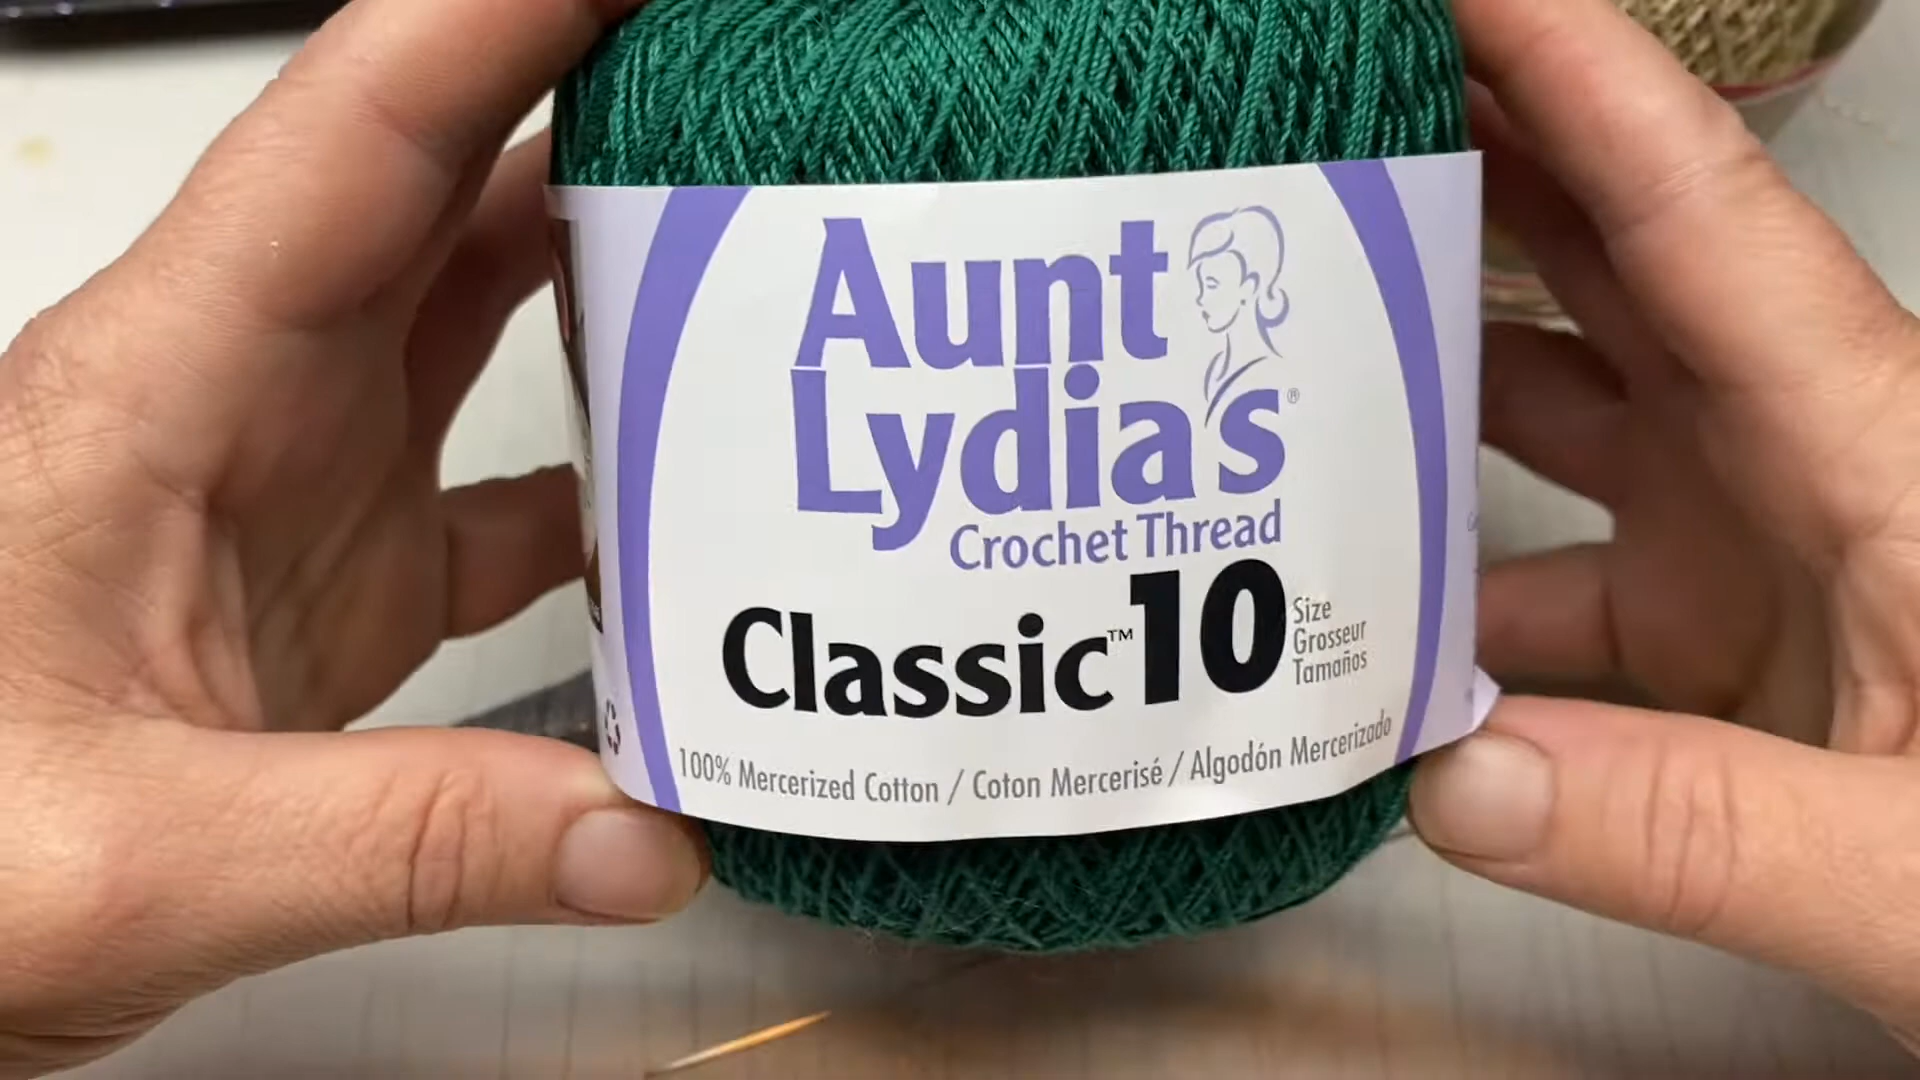 Aunt
Lydia's®
Crochet Thread
Classic™10
Size
Grosseur
Tamaños
100% Mercerized Cotton / Coton Mercerisé / Algodón Mercerizado